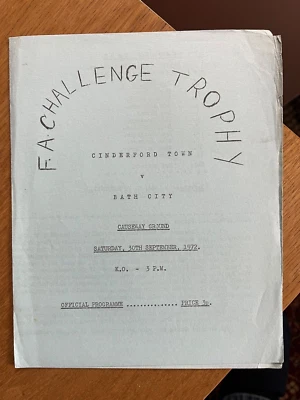 F.A. CHALLENGE TROPHY
CINDERFORD TOWN
v
BATH CITY
CAUSEWAY GROUND
SATURDAY, 30TH SEPTEMBER, 1972.
K.O. - 3 P.M.
OFFICIAL PROGRAMME .............. PRICE 3p.